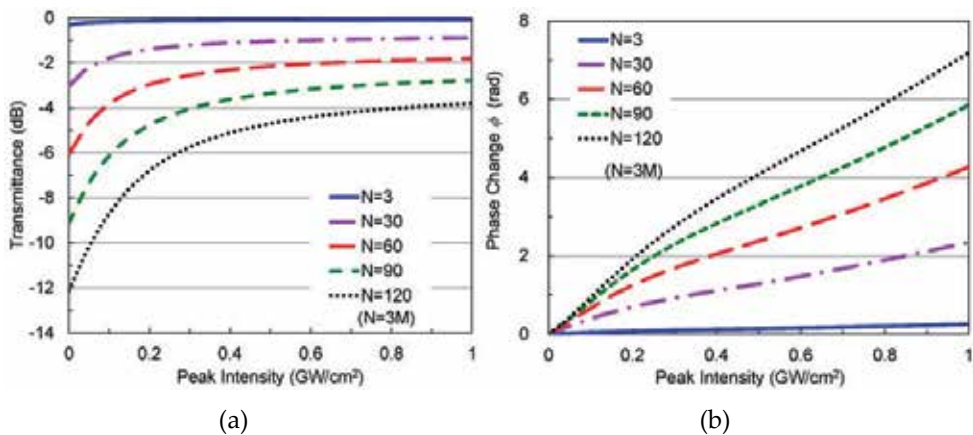 0
-2
-4
-6
-8
-10
-12
-14
Transmittance (dB)
N=3
N=30
N=60
N=90
N=120
(N=3M)
0 0.2 0.4 0.6 0.8 1
Peak Intensity (GW/cm²)
(a)
8
6
4
2
0
Phase Change ϕ (rad)
N=3
N=30
N=60
N=90
N=120
(N=3M)
0 0.2 0.4 0.6 0.8 1
Peak Intensity (GW/cm²)
(b)